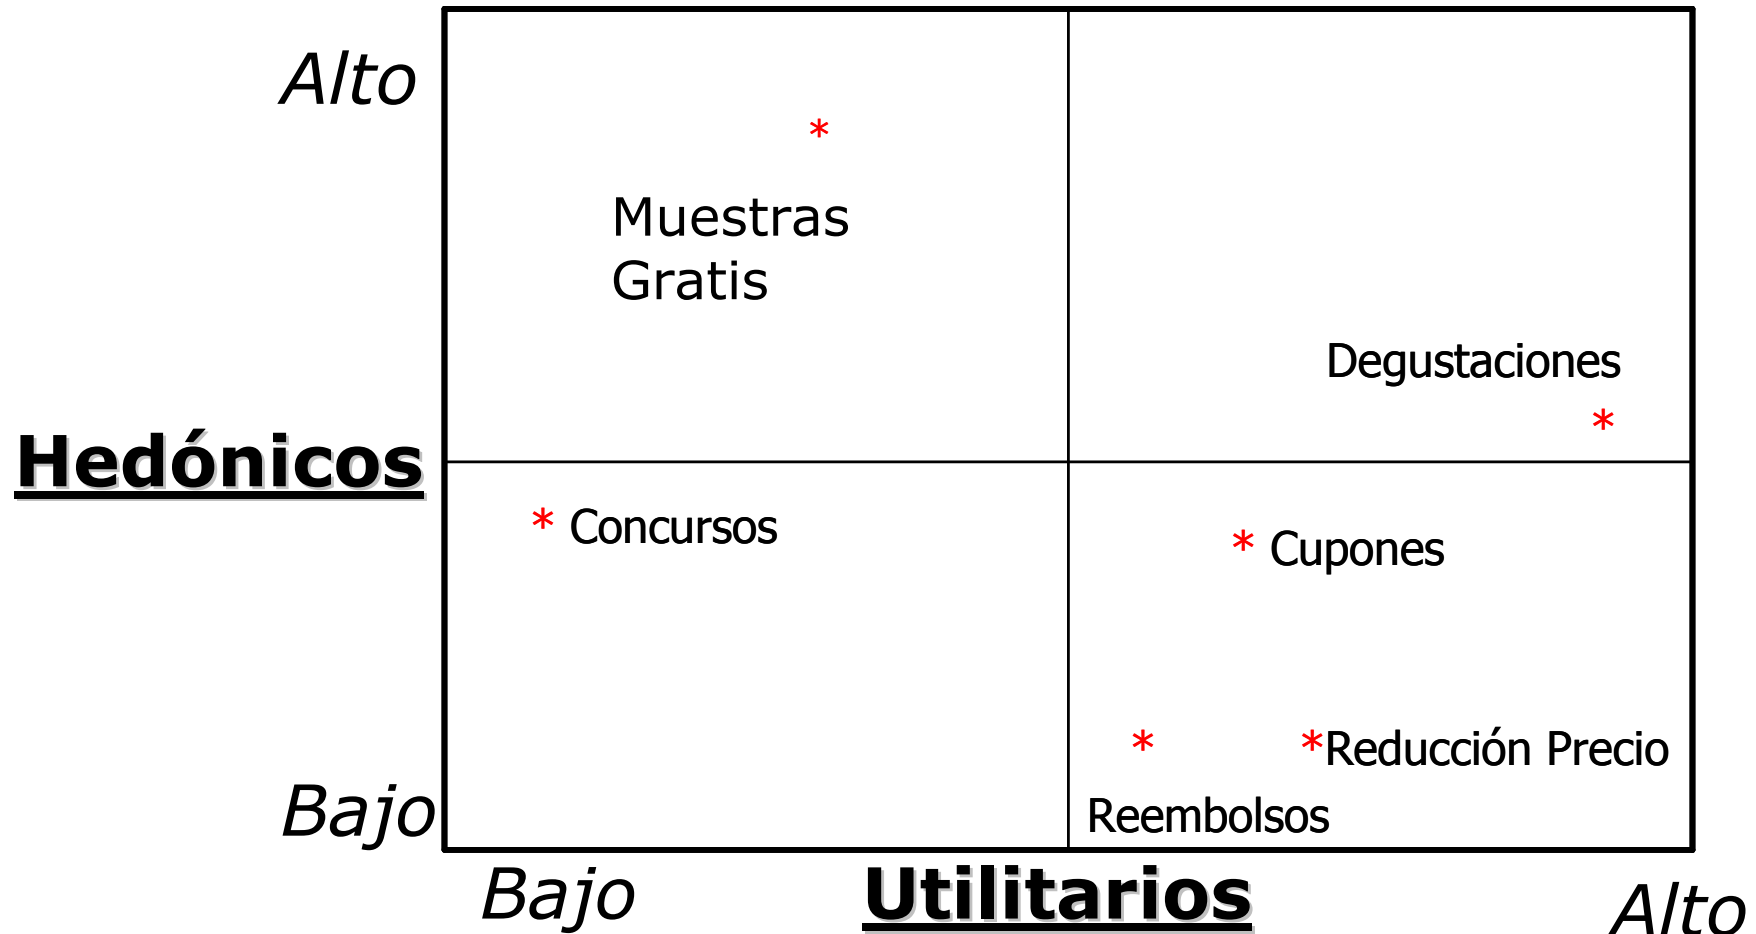 Alto
*
Muestras
Gratis
Degustaciones
*
Hedónicos
* Concursos
* Cupones
*
*Reducción Precio
Reembolsos
Bajo
Bajo
Utilitarios
Alto